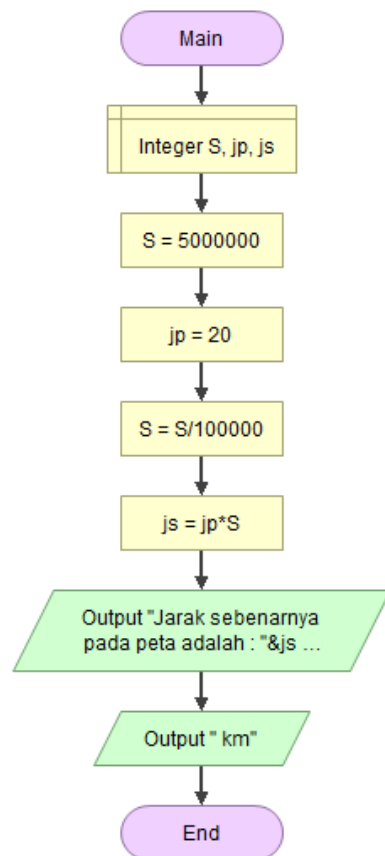 Main
Integer S, jp, js
S = 5000000
jp = 20
S = S/100000
js = jp*S
Output "Jarak sebenarnya
pada peta adalah : "&js ...
Output " km"
End